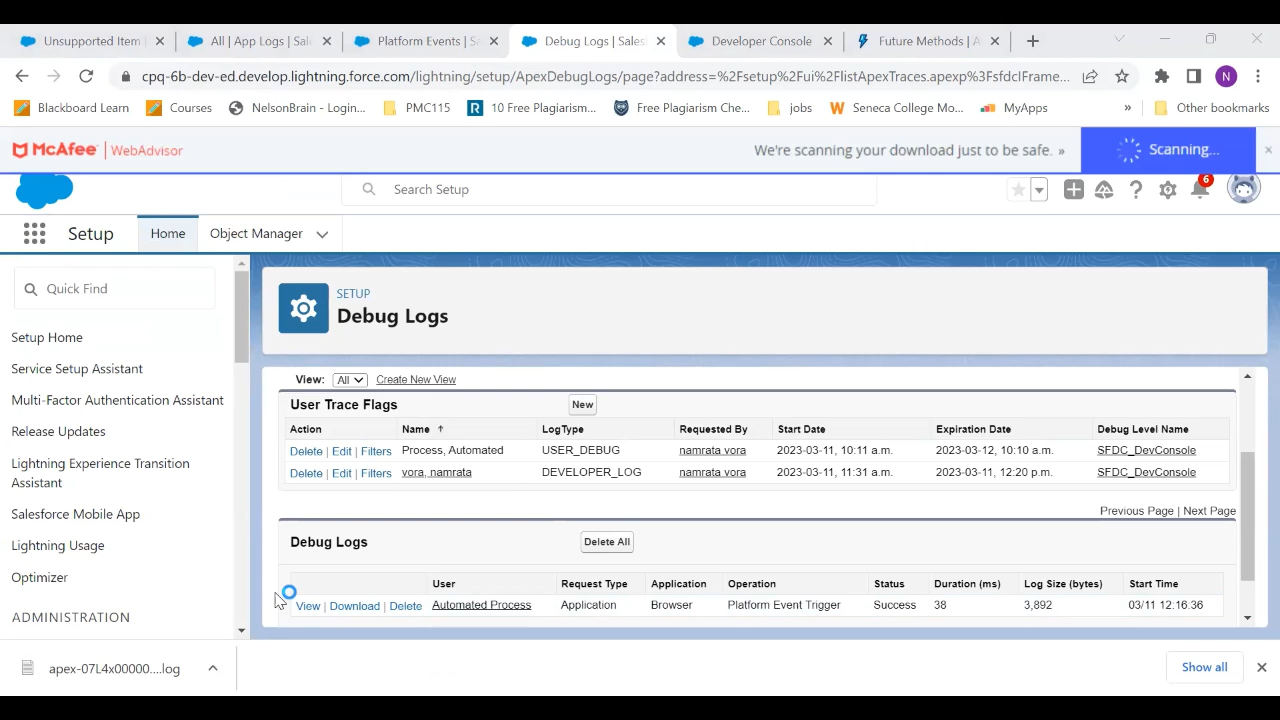 Unsupported Item
All | App Logs | Sal
Platform Events | S
Debug Logs | Sales
Developer Console
Future Methods | A
cpq-6b-dev-ed.develop.lightning.force.com/lightning/setup/ApexDebugLogs/page?address=%2Fsetup%2Fui%2FlistApexTraces.apexp%3FsfdcIFrame...
N
Blackboard Learn
Courses
NelsonBrain - Login...
PMC115
R 10 Free Plagiarism...
Free Plagiarism Che...
jobs
W Seneca College Mo...
MyApps
»
Other bookmarks
McAfee | WebAdvisor
We're scanning your download just to be safe. »
Scanning...
Search Setup
6
Setup
Home
Object Manager
Quick Find
Setup Home
Service Setup Assistant
Multi-Factor Authentication Assistant
Release Updates
Lightning Experience Transition
Assistant
Salesforce Mobile App
Lightning Usage
Optimizer
ADMINISTRATION
SETUP
Debug Logs
View: All Create New View
User Trace Flags New
Action Name ↑ LogType Requested By Start Date Expiration Date Debug Level Name
Delete | Edit | Filters Process, Automated USER_DEBUG namrata vora 2023-03-11, 10:11 a.m. 2023-03-12, 10:10 a.m. SFDC_DevConsole
Delete | Edit | Filters vora, namrata DEVELOPER_LOG namrata vora 2023-03-11, 11:31 a.m. 2023-03-11, 12:20 p.m. SFDC_DevConsole
Previous Page | Next Page
Debug Logs Delete All
User Request Type Application Operation Status Duration (ms) Log Size (bytes) Start Time
View | Download | Delete Automated Process Application Browser Platform Event Trigger Success 38 3,892 03/11 12:16:36
apex-07L4x00000....log
Show all